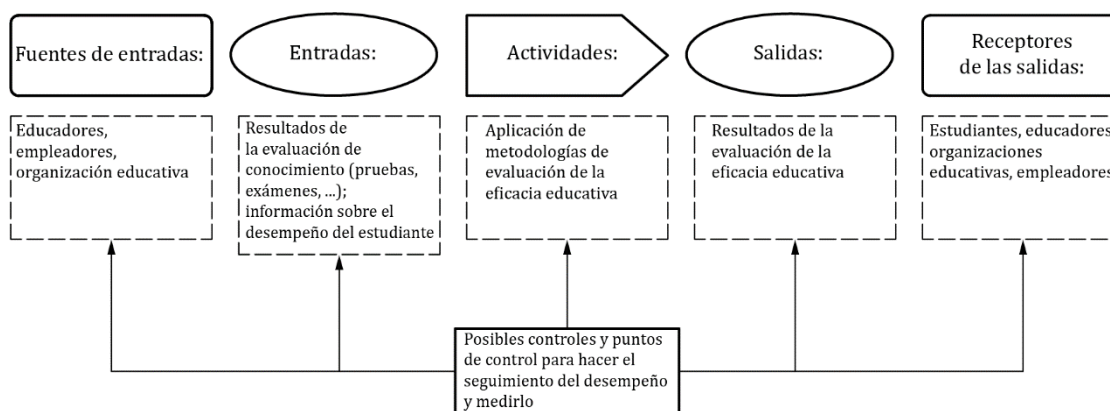 Fuentes de entradas:
Entradas:
Actividades:
Salidas:
Receptores
de las salidas:
Educadores,
empleadores,
organización educativa
Resultados de
la evaluación de
conocimiento (pruebas,
exámenes, ...);
información sobre el
desempeño del estudiante
Aplicación de
metodologías de
evaluación de la
eficacia educativa
Resultados de la
evaluación de la
eficacia educativa
Estudiantes, educadores,
organizaciones
educativas, empleadores
Posibles controles y puntos
de control para hacer el
seguimiento del desempeño
y medirlo